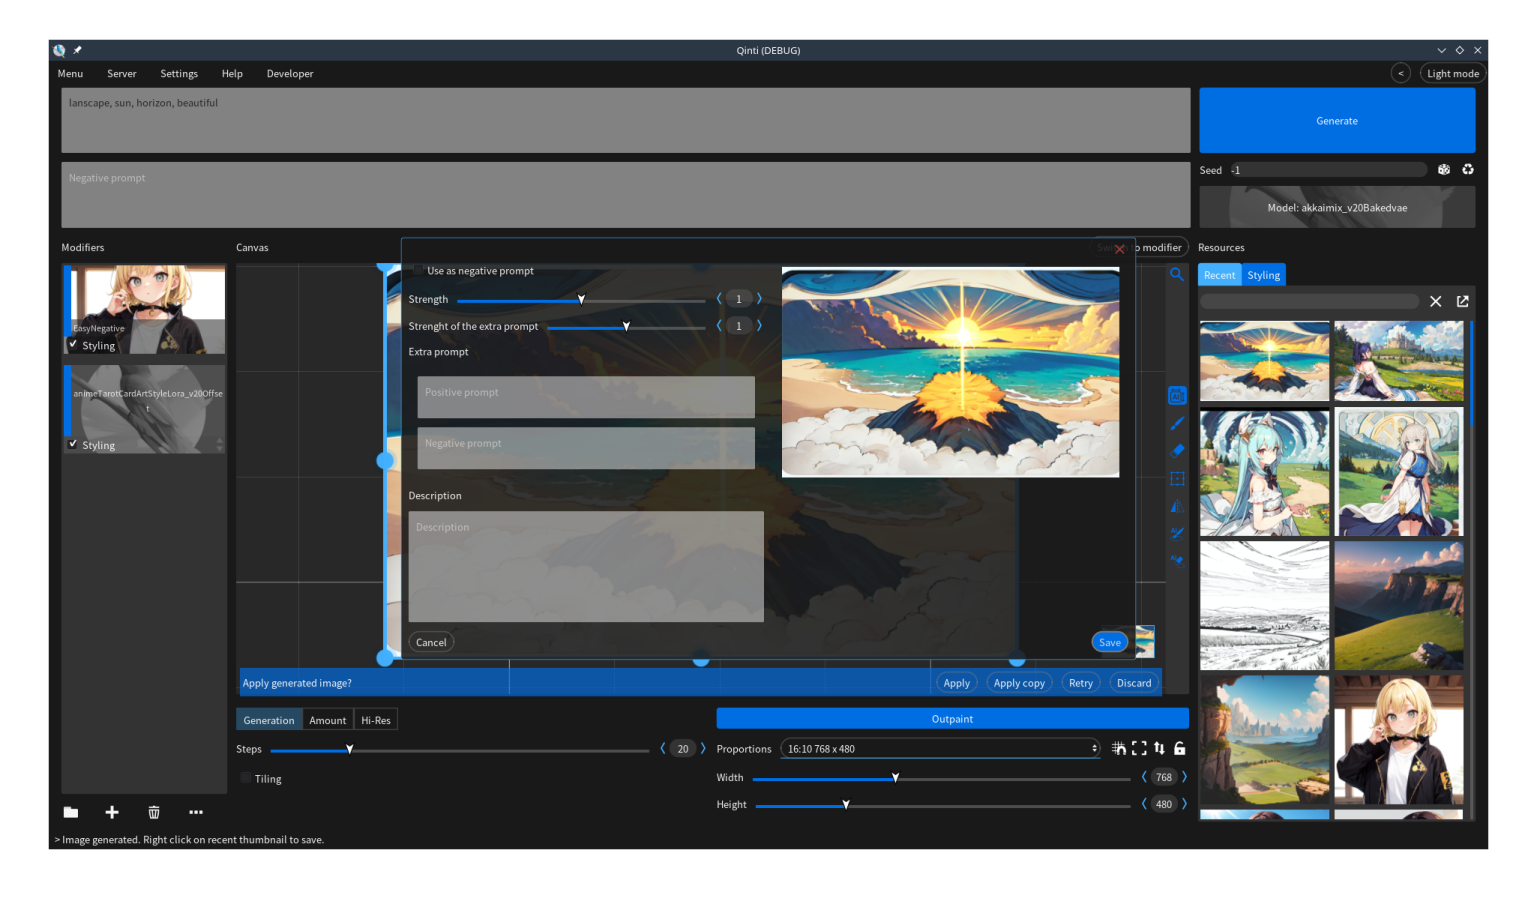 Qinti (DEBUG)
Menu Server Settings Help Developer
< Light mode
lanscape, sun, horizon, beautiful
Generate
Negative prompt
Seed -1
Model: akkaimix_v20Bakedvae
Modifiers
Canvas
to modifier
Resources
Recent Styling
EasyNegative
Styling
animeTarotCardArtStyleLora_v20Offse
t
Styling
Use as negative prompt
Strength 1
Strenght of the extra prompt 1
Extra prompt
Positive prompt
Negative prompt
Description
Description
Cancel
Save
Apply generated image?
Apply Apply copy Retry Discard
Generation Amount Hi-Res
Outpaint
Steps 20
Proportions 16:10 768 x 480
Tiling
Width 768
Height 480
> Image generated. Right click on recent thumbnail to save.